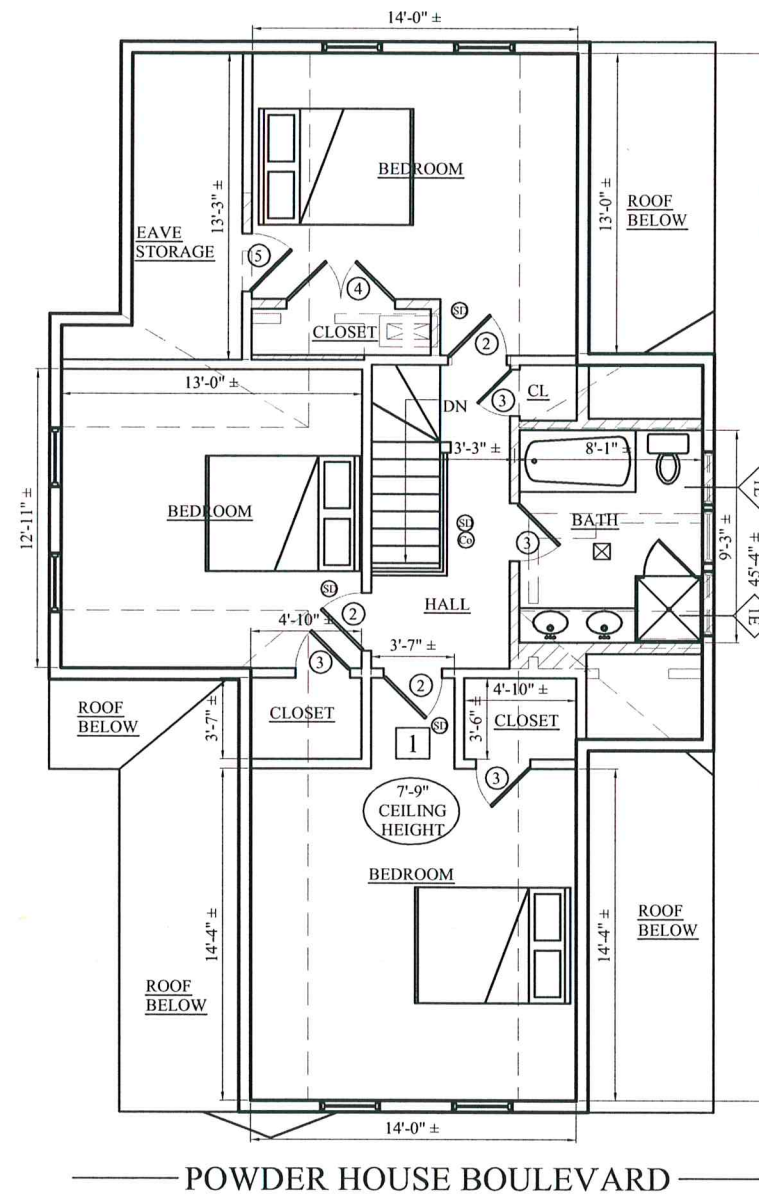 14'-0" ±
BEDROOM
13'-3" ±
13'-0" ±
ROOF
BELOW
EAVE
STORAGE
5
4
SD
CLOSET
2
13'-0" ±
3
CL
DN
3'-3" ±
8'-1" ±
BEDROOM
12'-11" ±
SD
Co
BATH
3
9'-3" ±
45'-4" ±
SD
2
HALL
4'-10" ±
3'-7" ±
3
2
4'-10" ±
ROOF
BELOW
3'-7" ±
CLOSET
SD
1
3'-6" ±
CLOSET
3
7'-9"
CEILING
HEIGHT
BEDROOM
14'-4" ±
14'-4" ±
ROOF
BELOW
ROOF
BELOW
14'-0" ±
POWDER HOUSE BOULEVARD